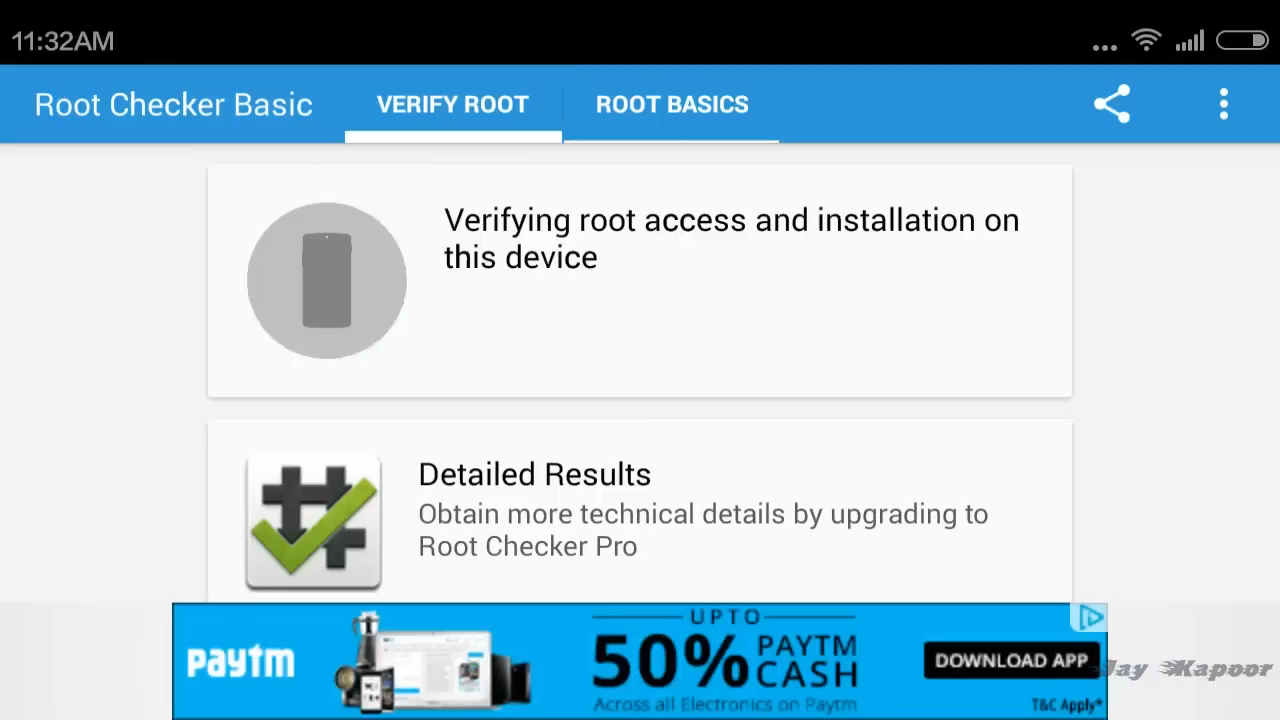 11:32AM
Root Checker Basic VERIFY ROOT ROOT BASICS
Verifying root access and installation on
this device
Detailed Results
Obtain more technical details by upgrading to
Root Checker Pro
paytm
UPTO
50% PAYTM CASH
Across all Electronics on Paytm
DOWNLOAD APP
T&C Apply*
Jay Kapoor